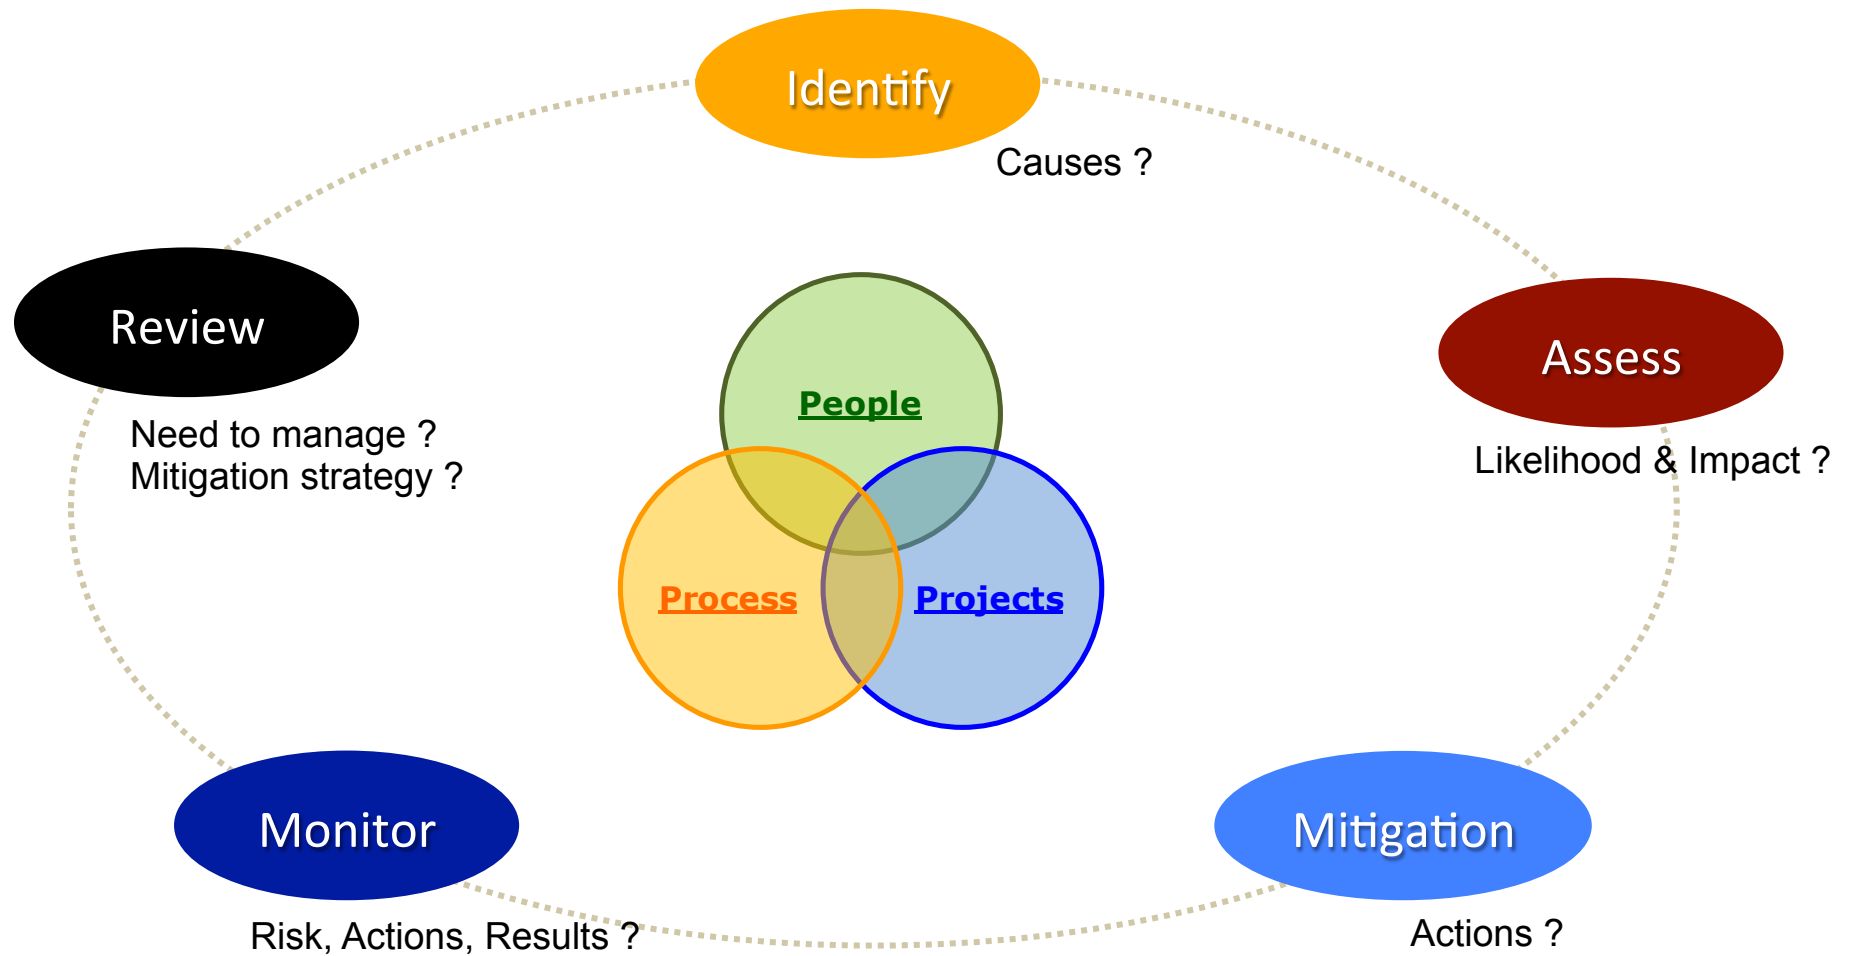 Identify
Causes ?
Review
Assess
People
Need to manage ?
Mitigation strategy ?
Likelihood & Impact ?
Process
Projects
Monitor
Mitigation
Risk, Actions, Results ?
Actions ?